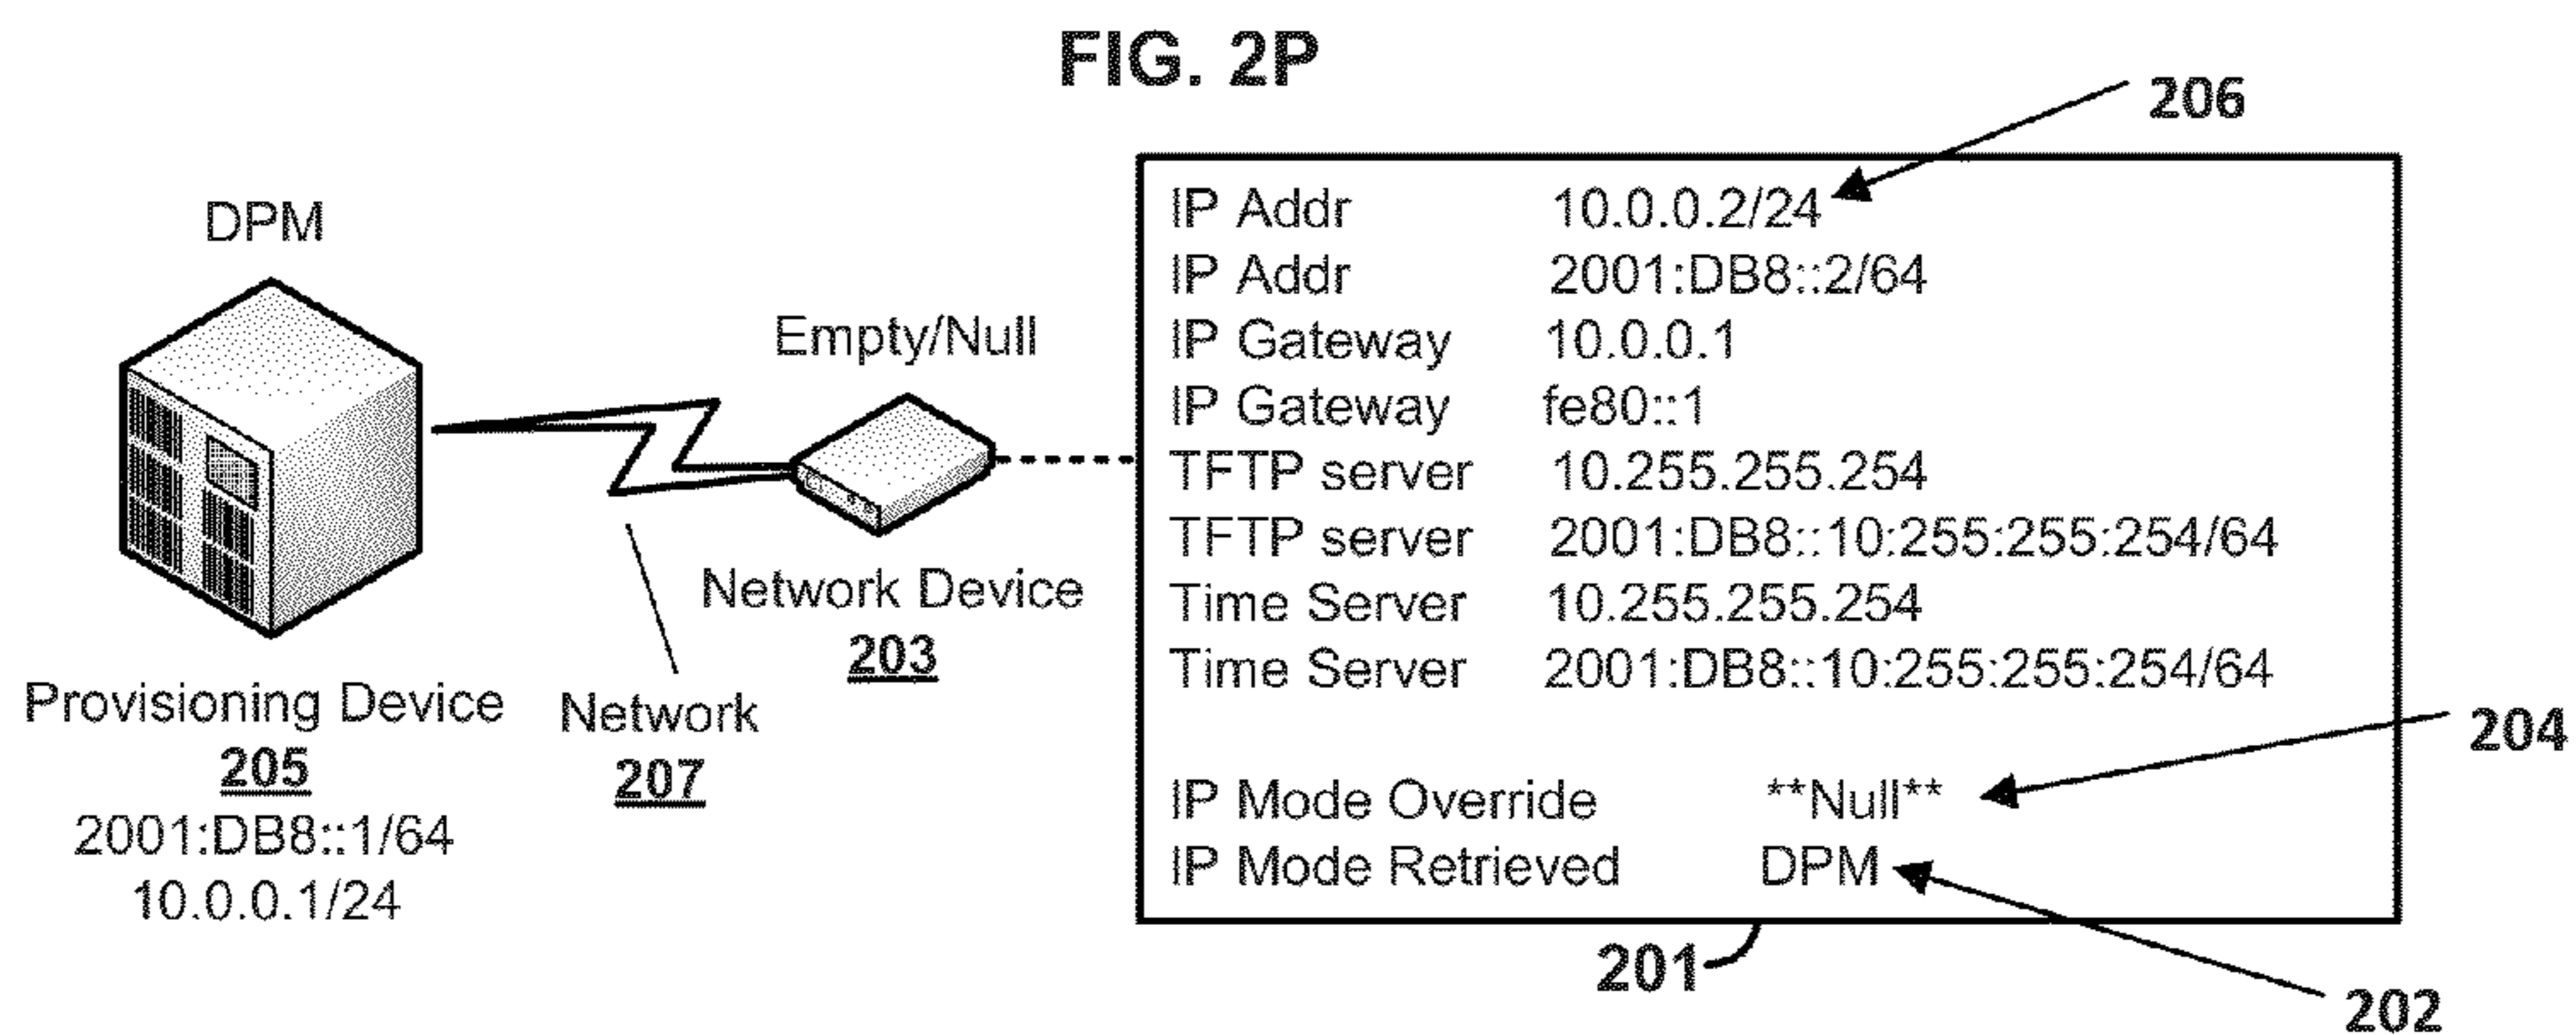 FIG. 2P
206
DPM
Empty/Null
Network Device
203
Provisioning Device
205
2001:DB8::1/64
10.0.0.1/24
Network
207
IP Addr 10.0.0.2/24
IP Addr 2001:DB8::2/64
IP Gateway 10.0.0.1
IP Gateway fe80::1
TFTP server 10.255.255.254
TFTP server 2001:DB8::10:255:255:254/64
Time Server 10.255.255.254
Time Server 2001:DB8::10:255:255:254/64
IP Mode Override **Null**
IP Mode Retrieved DPM
204
201
202